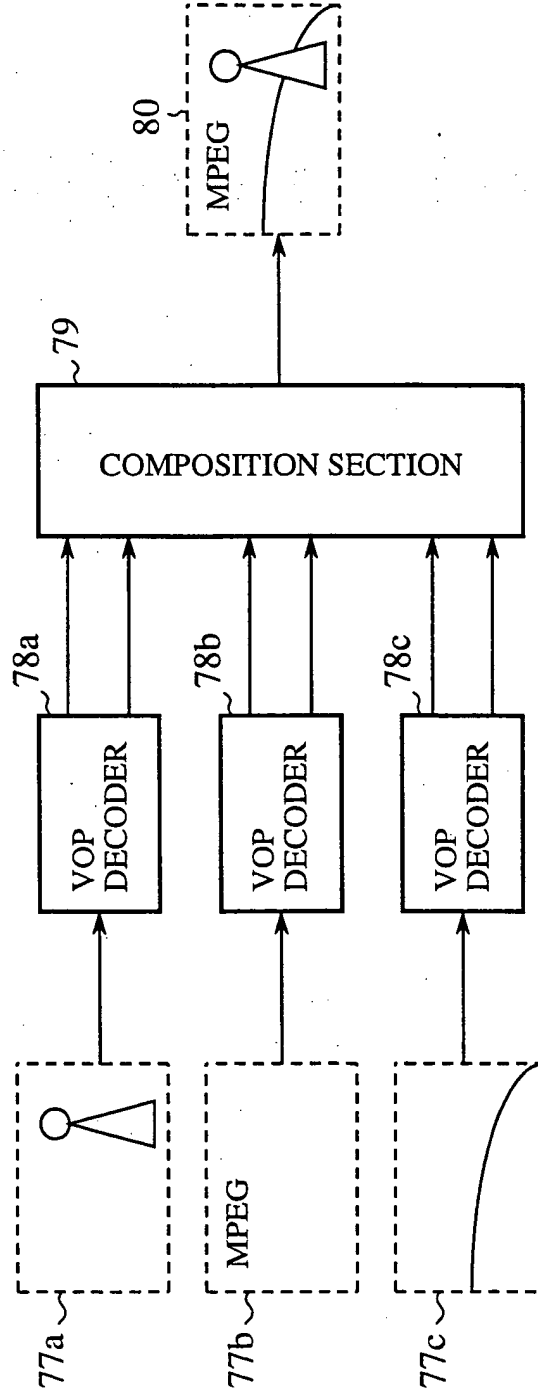 77a
VOP
DECODER
78a
77b
MPEG
VOP
DECODER
78b
77c
VOP
DECODER
78c
COMPOSITION SECTION
79
MPEG
80